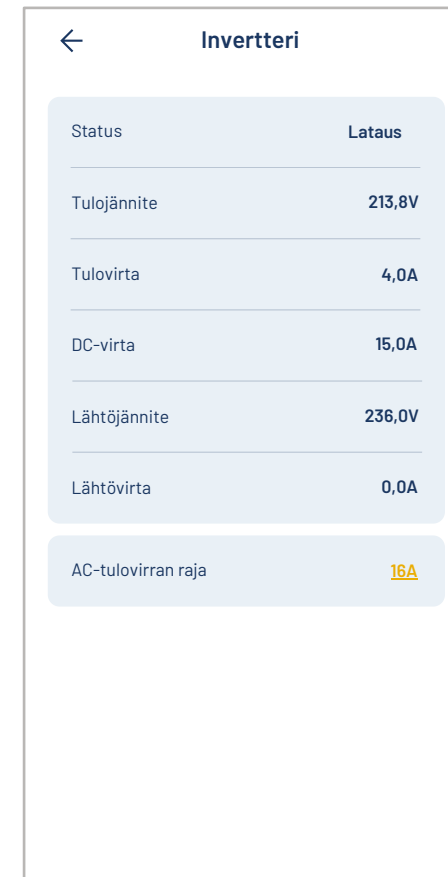 Invertteri
Status Lataus
Tulojännite 213,8V
Tulovirta 4,0A
DC-virta 15,0A
Lähtöjännite 236,0V
Lähtövirta 0,0A
AC-tulovirran raja 16A